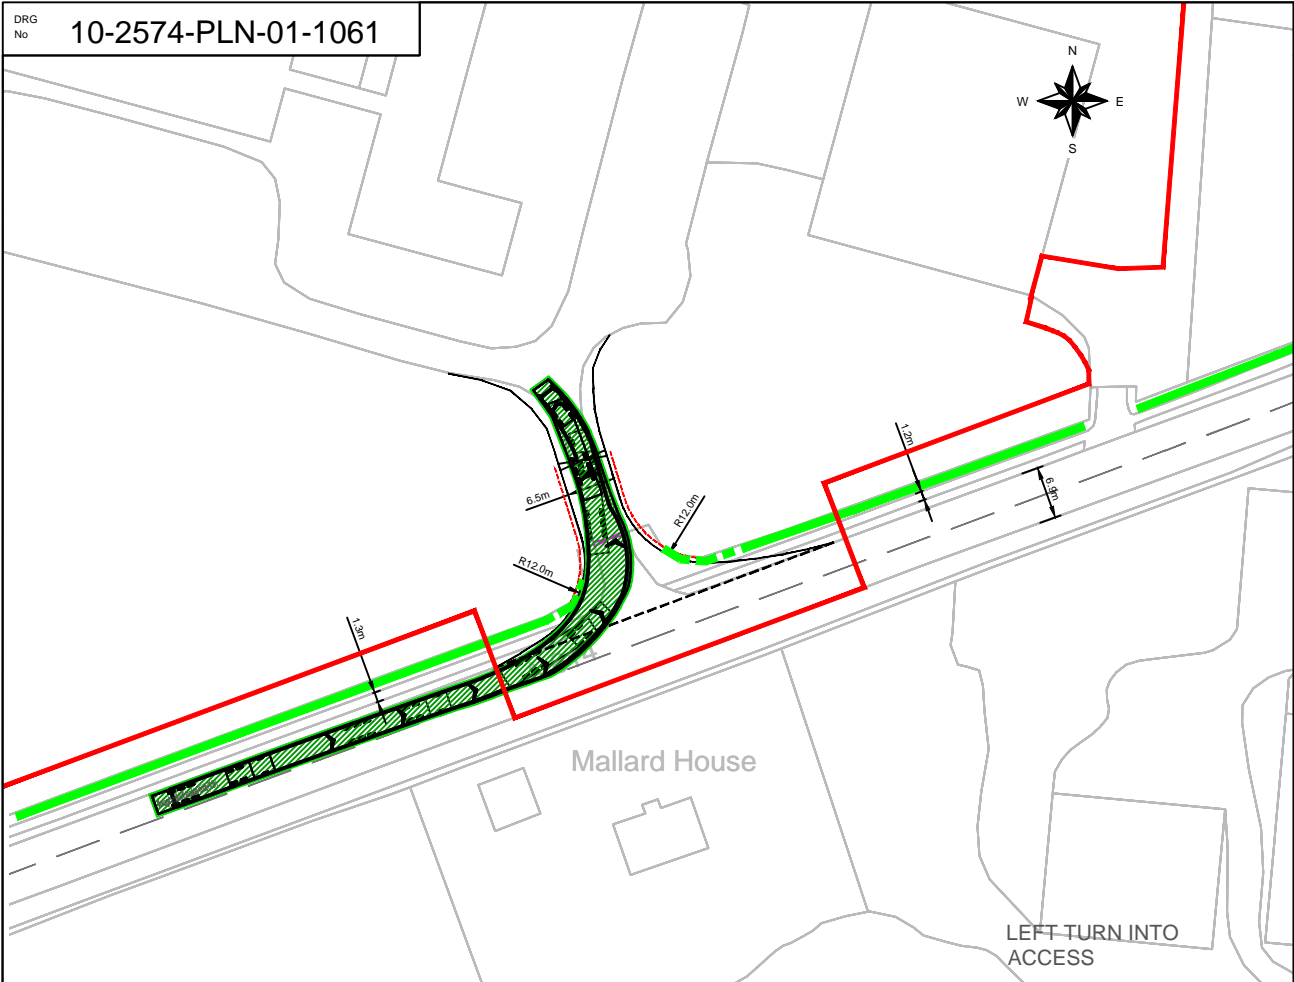 DRG
No
10-2574-PLN-01-1061
N
W
E
S
1.2m
6.9m
6.5m
R12.0m
R12.0m
1.3m
Mallard House
LEFT TURN INTO
ACCESS